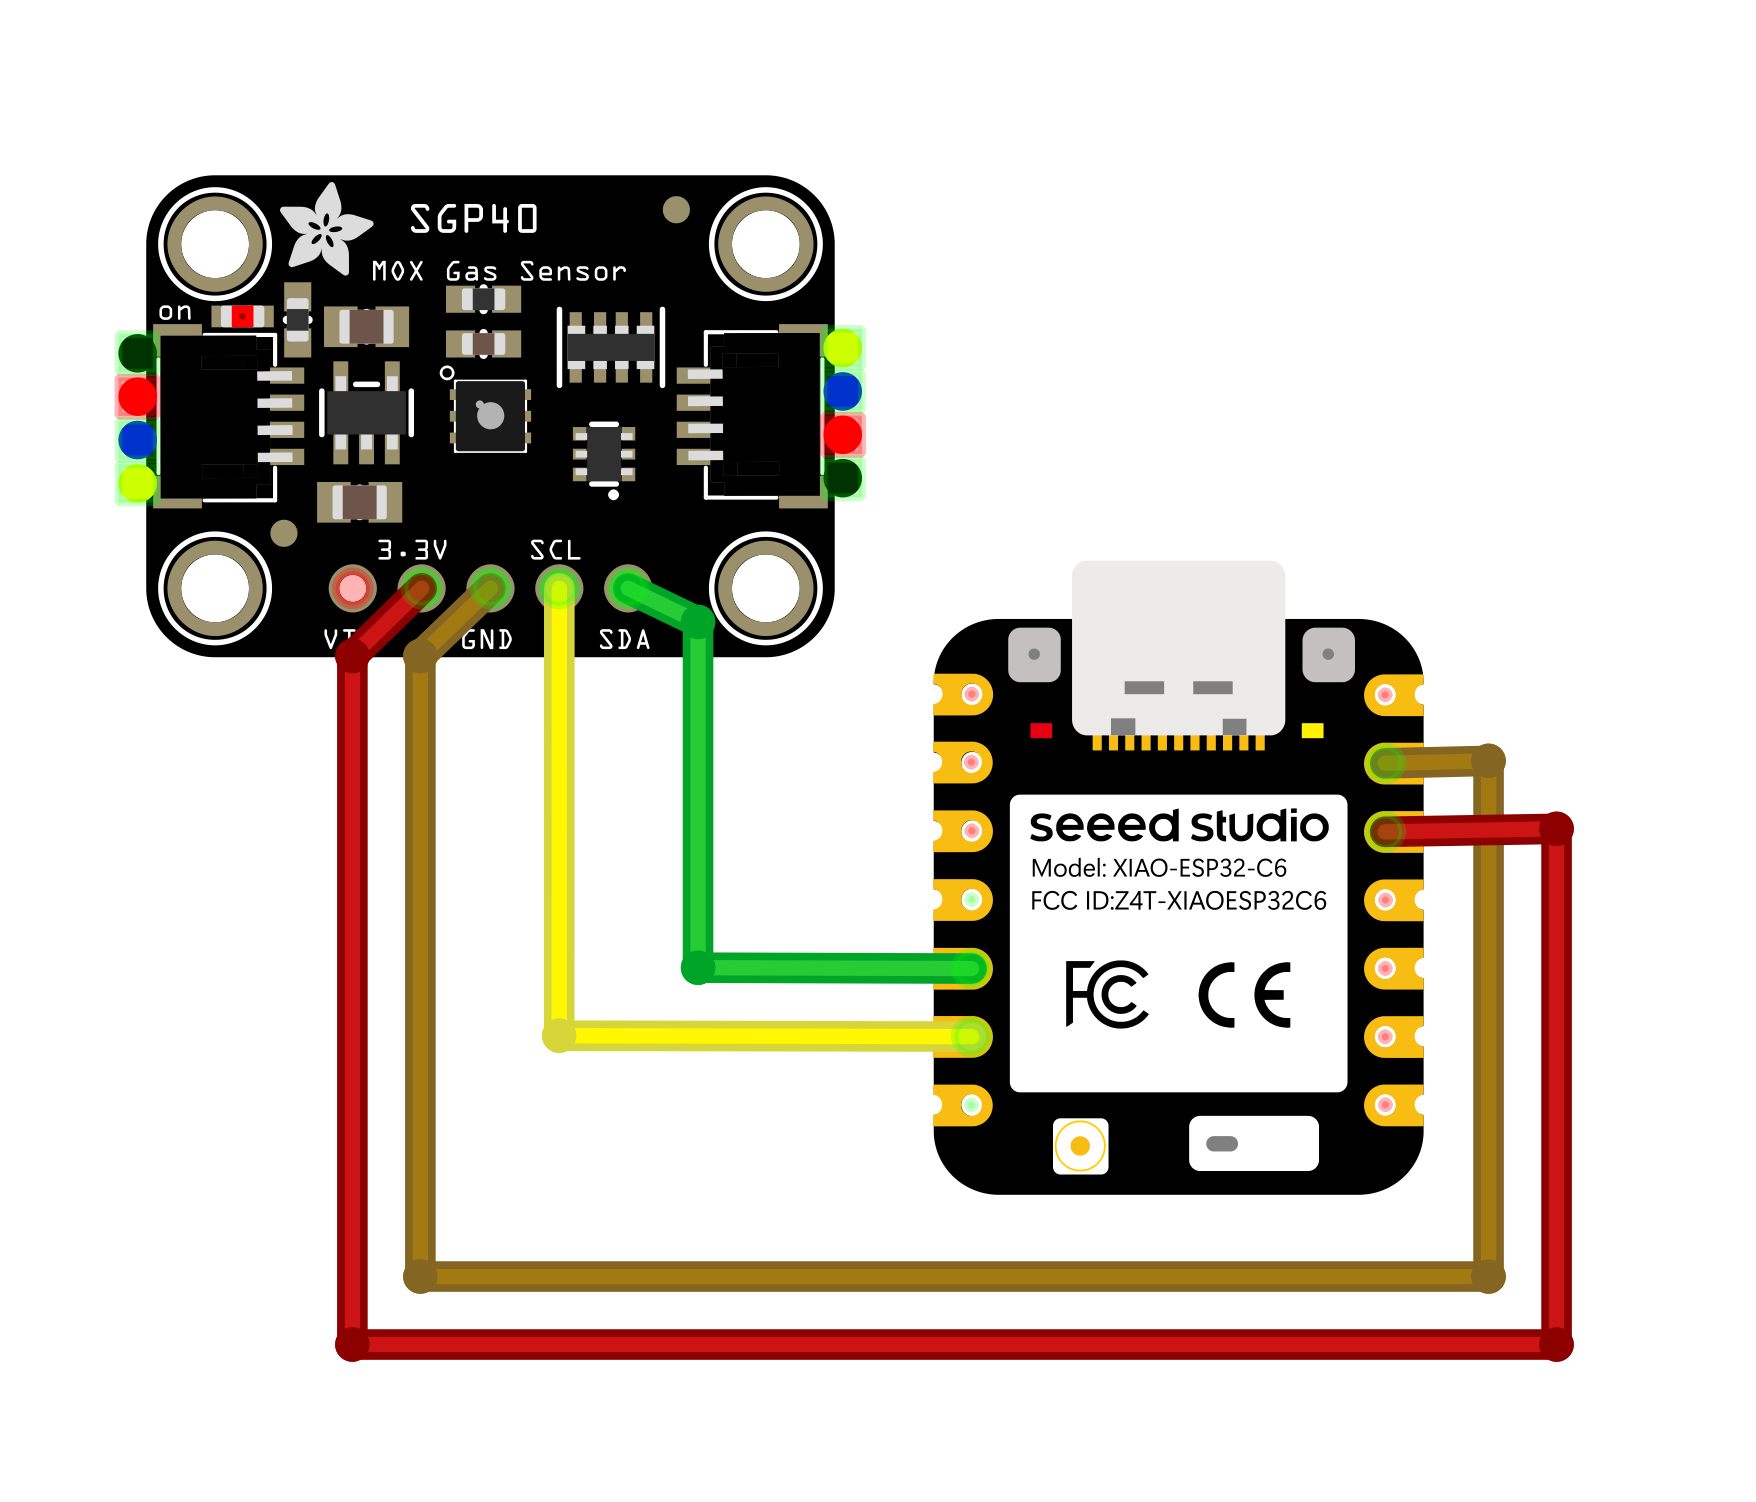 SGP40
MOX Gas Sensor
on
3.3V
SCL
GND
SDA
seeed studio
Model: XIAO-ESP32-C6
FCC ID:Z4T-XIAOESP32C6
FC CE